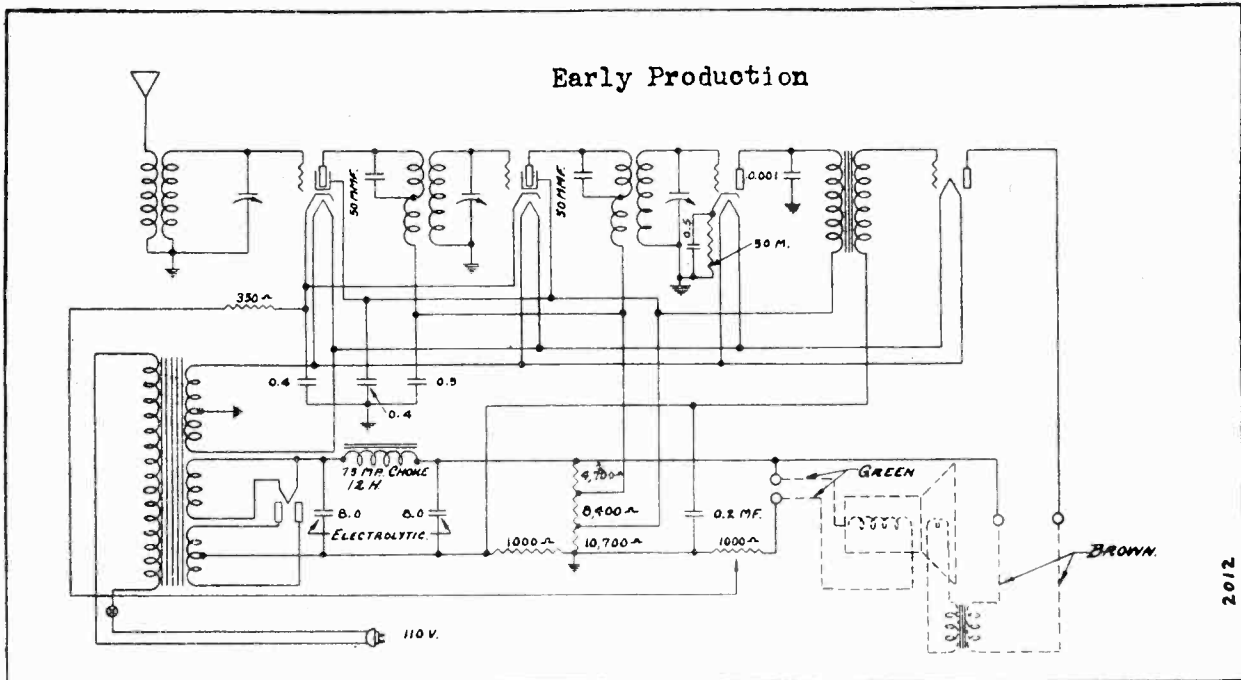 Early Production
50 MMF.
50 MMF.
0.001
0.5
50 M.
350 Ω
0.4
0.4
0.5
75 MA. CHOKE
12 H.
4,700 Ω
8,400 Ω
10,700 Ω
GREEN
8.0
8.0
ELECTROLYTIC.
0.2 MF.
1000 Ω
1000 Ω
BROWN.
110 V.
2012